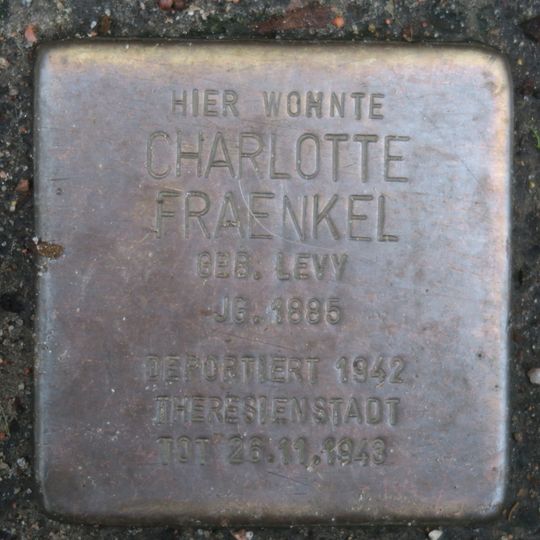 HIER WOHNTE
CHARLOTTE
FRAENKEL
GEB. LEVY
JG. 1885
DEPORTIERT 1942
THERESIENSTADT
TOT 26.11.1943